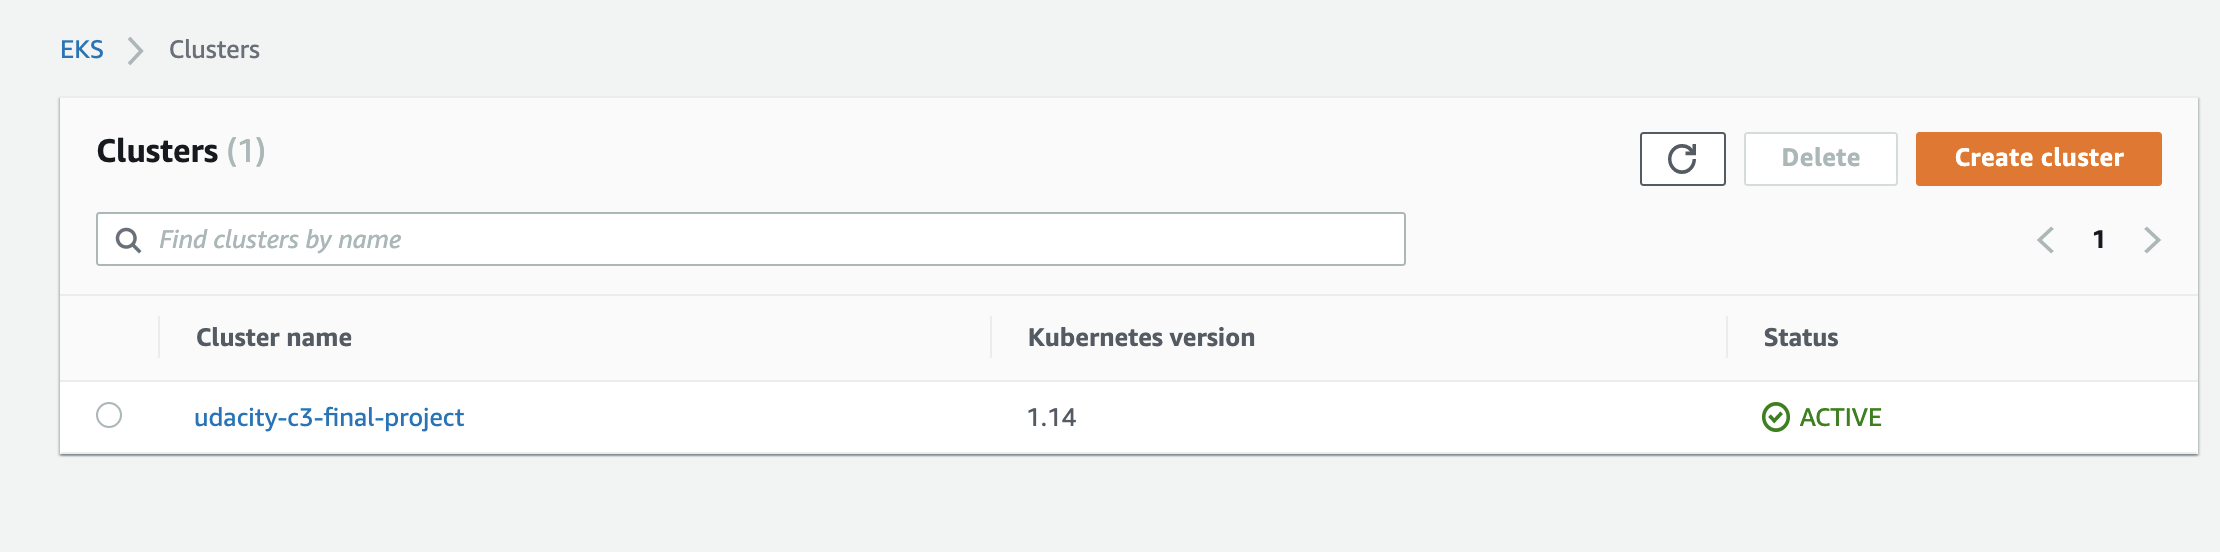 EKS Clusters
Clusters (1)
Delete
Create cluster
Find clusters by name
1
Cluster name Kubernetes version Status
udacity-c3-final-project 1.14 ACTIVE